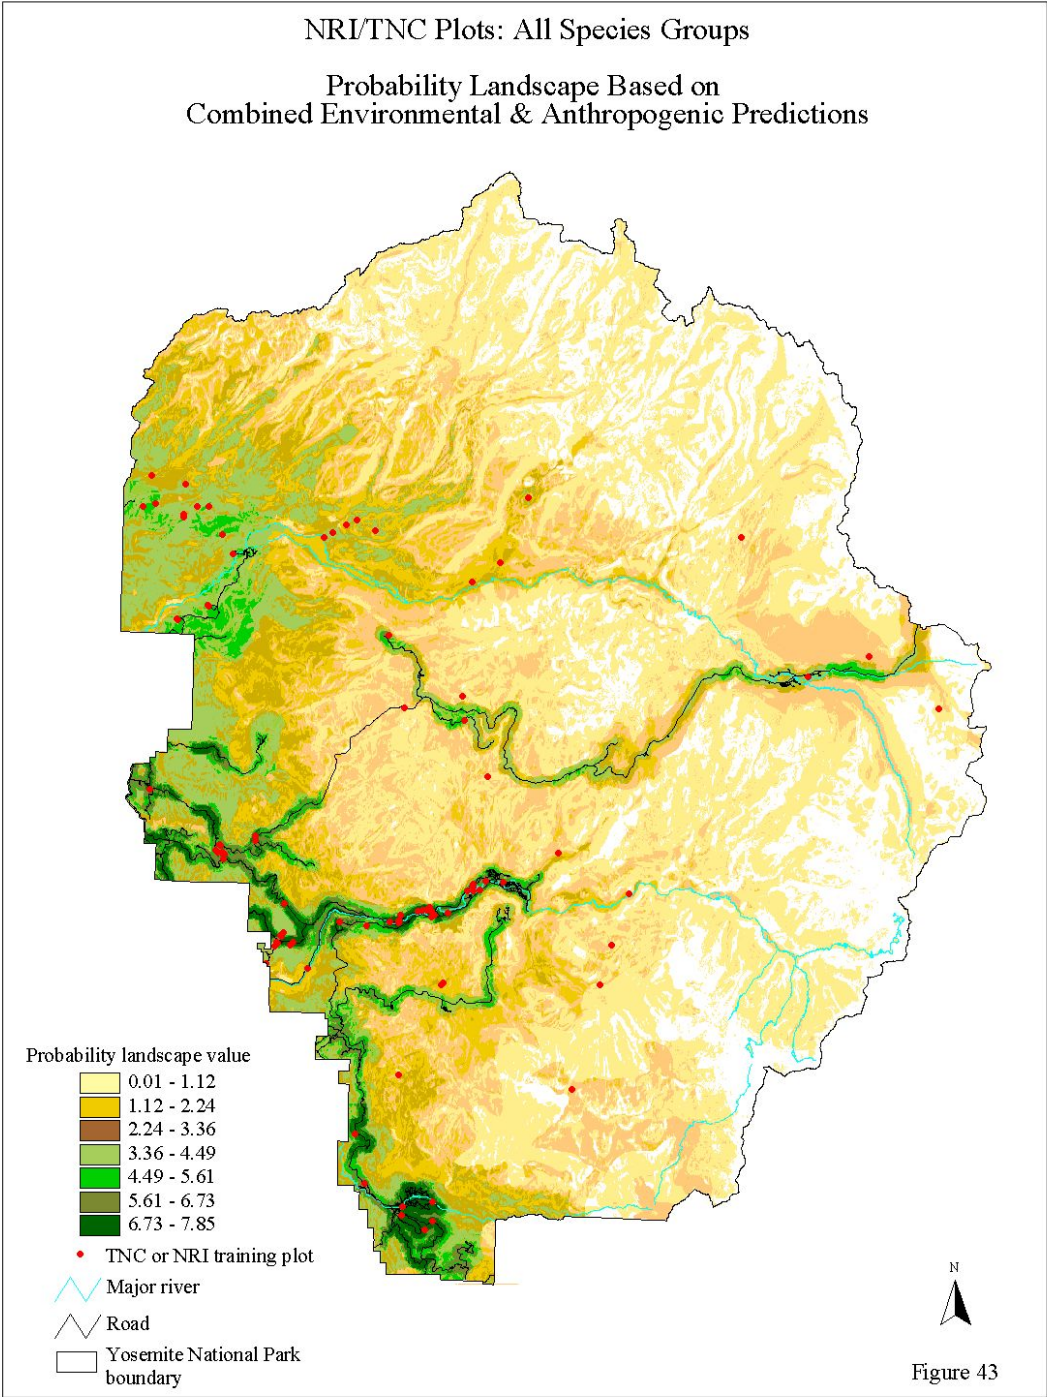 NRI/TNC Plots: All Species Groups
Probability Landscape Based on
Combined Environmental & Anthropogenic Predictions
Probability landscape value
0.01 - 1.12
1.12 - 2.24
2.24 - 3.36
3.36 - 4.49
4.49 - 5.61
5.61 - 6.73
6.73 - 7.85
TNC or NRI training plot
Major river
Road
Yosemite National Park
boundary
N
Figure 43